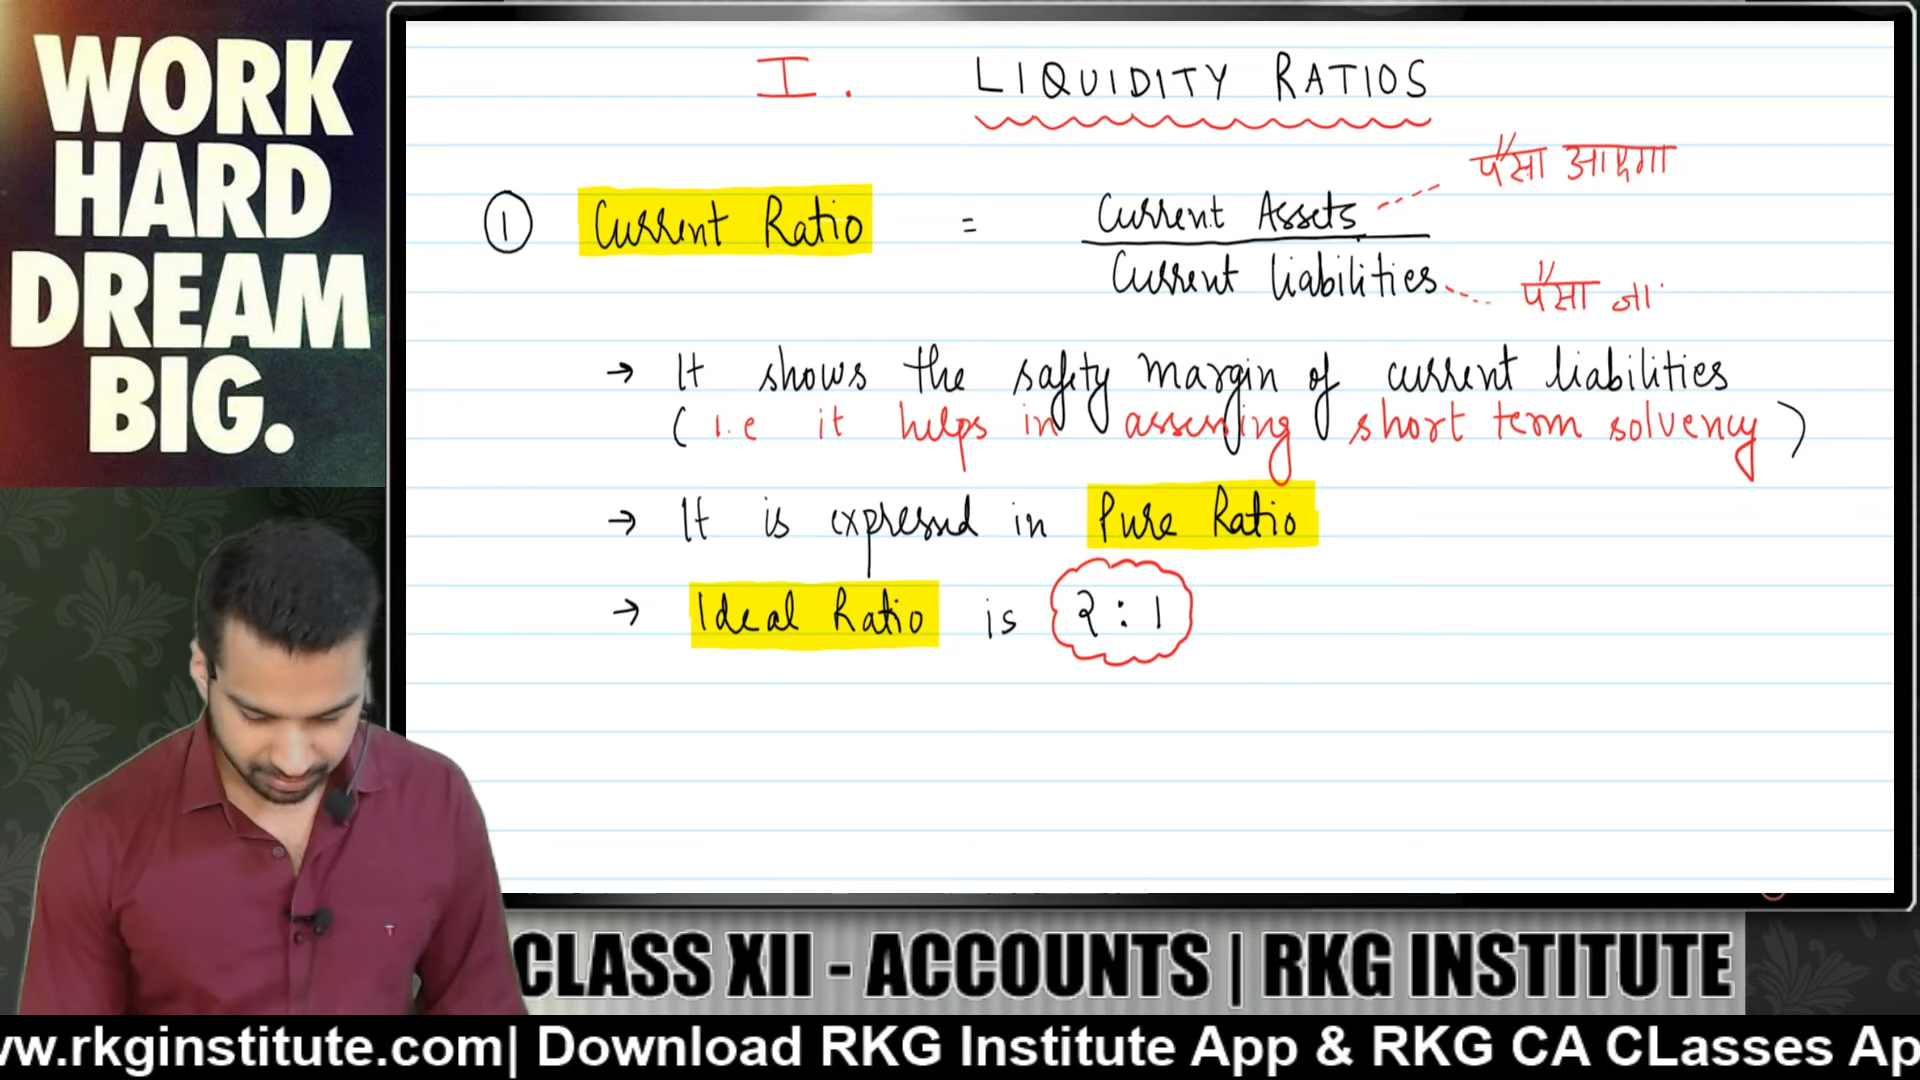 WORK
HARD
DREAM
BIG.
I. LIQUIDITY RATIOS
पैसा आएगा
① Current Ratio = Current Assets
Current liabilities
पैसा जा
→ It shows the safety margin of current liabilities
( i.e it helps in assessing short term solvency )
→ It is expressed in Pure Ratio
→ Ideal Ratio is 2 : 1
CLASS XII - ACCOUNTS | RKG INSTITUTE
vw.rkginstitute.com| Download RKG Institute App & RKG CA CLasses Ap